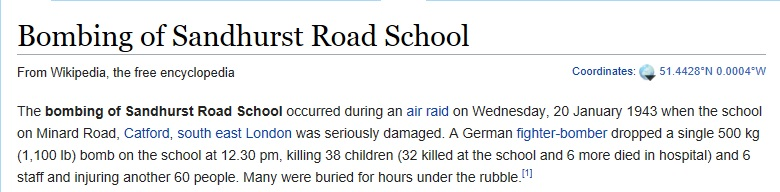 Bombing of Sandhurst Road School
From Wikipedia, the free encyclopedia
Coordinates: 51.4428°N 0.0004°W
The bombing of Sandhurst Road School occurred during an air raid on Wednesday, 20 January 1943 when the school
on Minard Road, Catford, south east London was seriously damaged. A German fighter-bomber dropped a single 500 kg
(1,100 lb) bomb on the school at 12.30 pm, killing 38 children (32 killed at the school and 6 more died in hospital) and 6
staff and injuring another 60 people. Many were buried for hours under the rubble.[1]